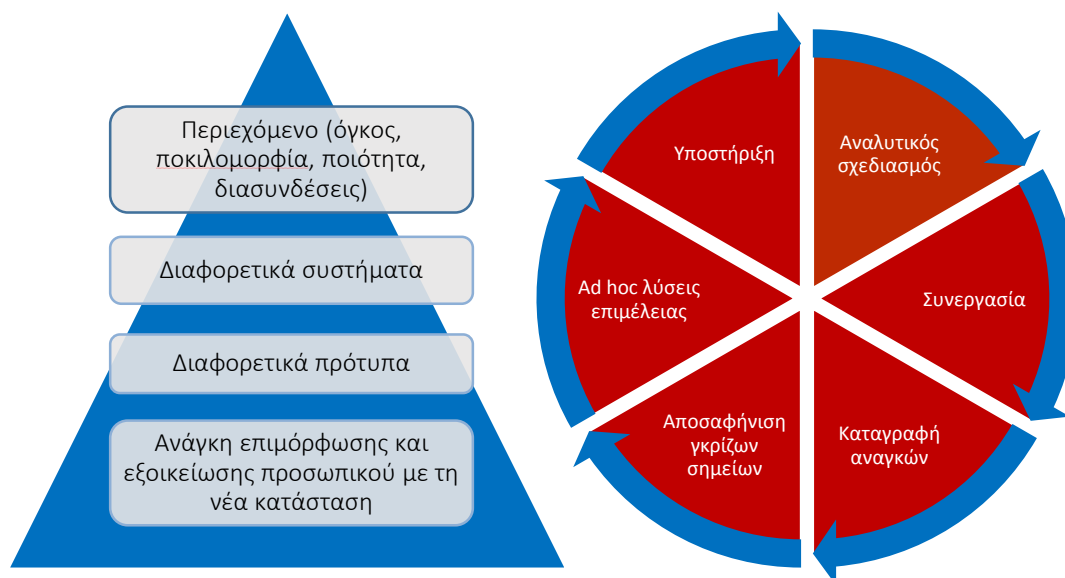 Περιεχόμενο (όγκος,
ποκιλομορφία, ποιότητα,
διασυνδέσεις)
Διαφορετικά συστήματα
Διαφορετικά πρότυπα
Ανάγκη επιμόρφωσης και
εξοικείωσης προσωπικού με τη
νέα κατάσταση
Αναλυτικός
σχεδιασμός
Συνεργασία
Καταγραφή
αναγκών
Αποσαφήνιση
γκρίζων
σημείων
Ad hoc λύσεις
επιμέλειας
Υποστήριξη